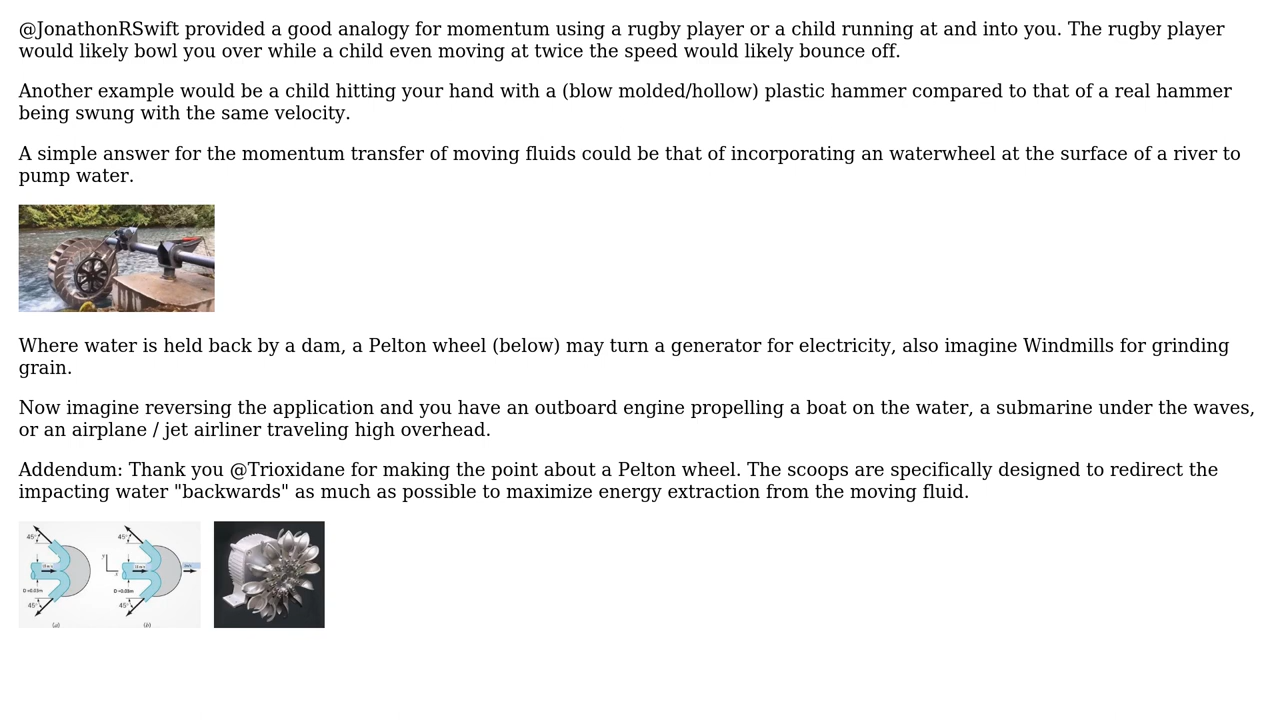 @JonathonRSwift provided a good analogy for momentum using a rugby player or a child running at and into you. The rugby player
would likely bowl you over while a child even moving at twice the speed would likely bounce off.
Another example would be a child hitting your hand with a (blow molded/hollow) plastic hammer compared to that of a real hammer
being swung with the same velocity.
A simple answer for the momentum transfer of moving fluids could be that of incorporating an waterwheel at the surface of a river to
pump water.
Where water is held back by a dam, a Pelton wheel (below) may turn a generator for electricity, also imagine Windmills for grinding
grain.
Now imagine reversing the application and you have an outboard engine propelling a boat on the water, a submarine under the waves,
or an airplane / jet airliner traveling high overhead.
Addendum: Thank you @Trioxidane for making the point about a Pelton wheel. The scoops are specifically designed to redirect the
impacting water "backwards" as much as possible to maximize energy extraction from the moving fluid.
45° 45°
D =0.03m D =0.03m
45° 45°
(a) (b)